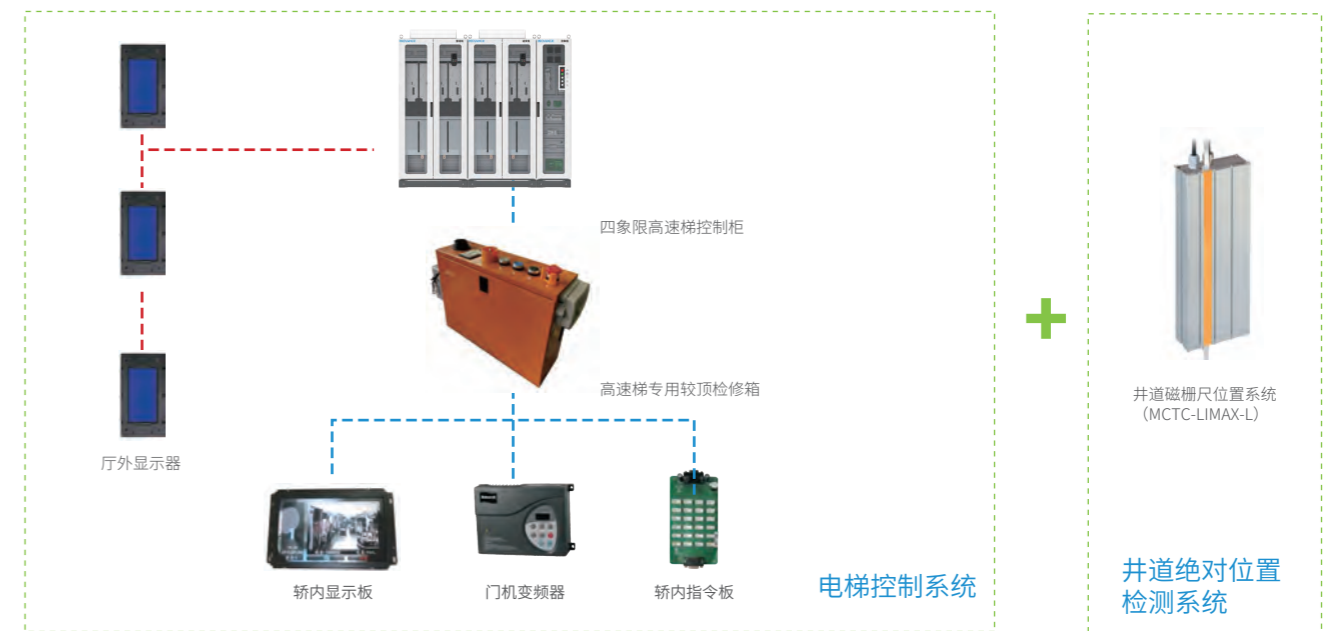 四象限高速梯控制柜
高速梯专用较顶检修箱
厅外显示器
轿内显示板
门机变频器
轿内指令板
电梯控制系统
井道磁栅尺位置系统
（MCTC-LIMAX-L）
井道绝对位置
检测系统